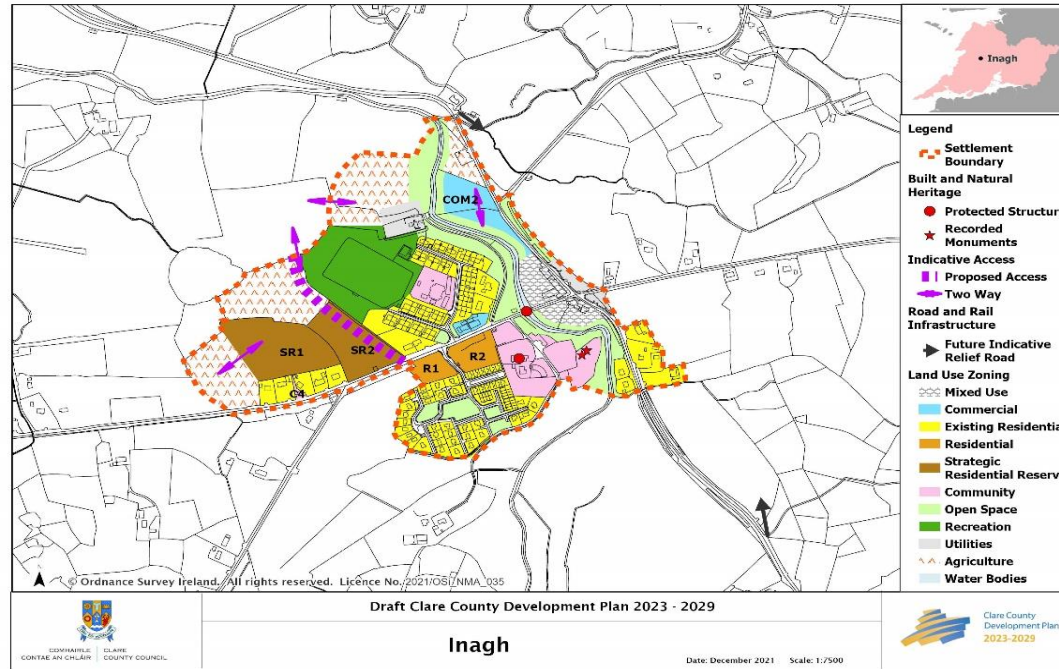 COM2
SR1
SR2
R1
R2
C4
© Ordnance Survey Ireland. All rights reserved. Licence No. 2021/OSi_NMA_035
Inagh
Legend
Settlement
Boundary
Built and Natural
Heritage
Protected Structur
Recorded
Monuments
Indicative Access
Proposed Access
Two Way
Road and Rail
Infrastructure
Future Indicative
Relief Road
Land Use Zoning
Mixed Use
Commercial
Existing Residentia
Residential
Strategic
Residential Reserv
Community
Open Space
Recreation
Utilities
Agriculture
Water Bodies
COMHAIRLE
CONTAE AN CHLÁIR
CLARE
COUNTY COUNCIL
Draft Clare County Development Plan 2023 - 2029
Inagh
Date: December 2021 Scale: 1:7500
Clare County
Development Plan
2023-2029